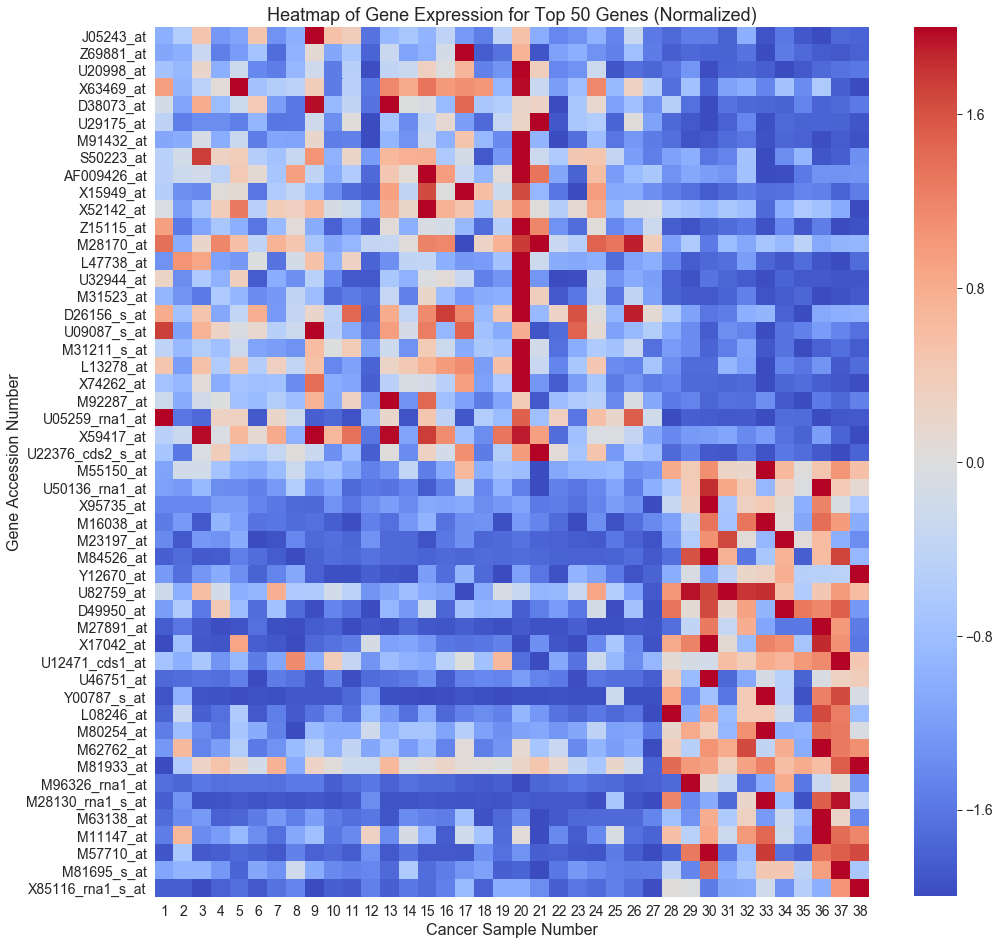 Heatmap of Gene Expression for Top 50 Genes (Normalized)
J05243_at
Z69881_at
U20998_at
X63469_at
D38073_at
U29175_at
M91432_at
S50223_at
AF009426_at
X15949_at
X52142_at
Z15115_at
M28170_at
L47738_at
U32944_at
M31523_at
D26156_s_at
U09087_s_at
M31211_s_at
L13278_at
X74262_at
M92287_at
U05259_rna1_at
X59417_at
U22376_cds2_s_at
M55150_at
U50136_rna1_at
X95735_at
M16038_at
M23197_at
M84526_at
Y12670_at
U82759_at
D49950_at
M27891_at
X17042_at
U12471_cds1_at
U46751_at
Y00787_s_at
L08246_at
M80254_at
M62762_at
M81933_at
M96326_rna1_at
M28130_rna1_s_at
M63138_at
M11147_at
M57710_at
M81695_s_at
X85116_rna1_s_at
Gene Accession Number
1 2 3 4 5 6 7 8 9 10 11 12 13 14 15 16 17 18 19 20 21 22 23 24 25 26 27 28 29 30 31 32 33 34 35 36 37 38
Cancer Sample Number
1.6
0.8
0.0
−0.8
−1.6